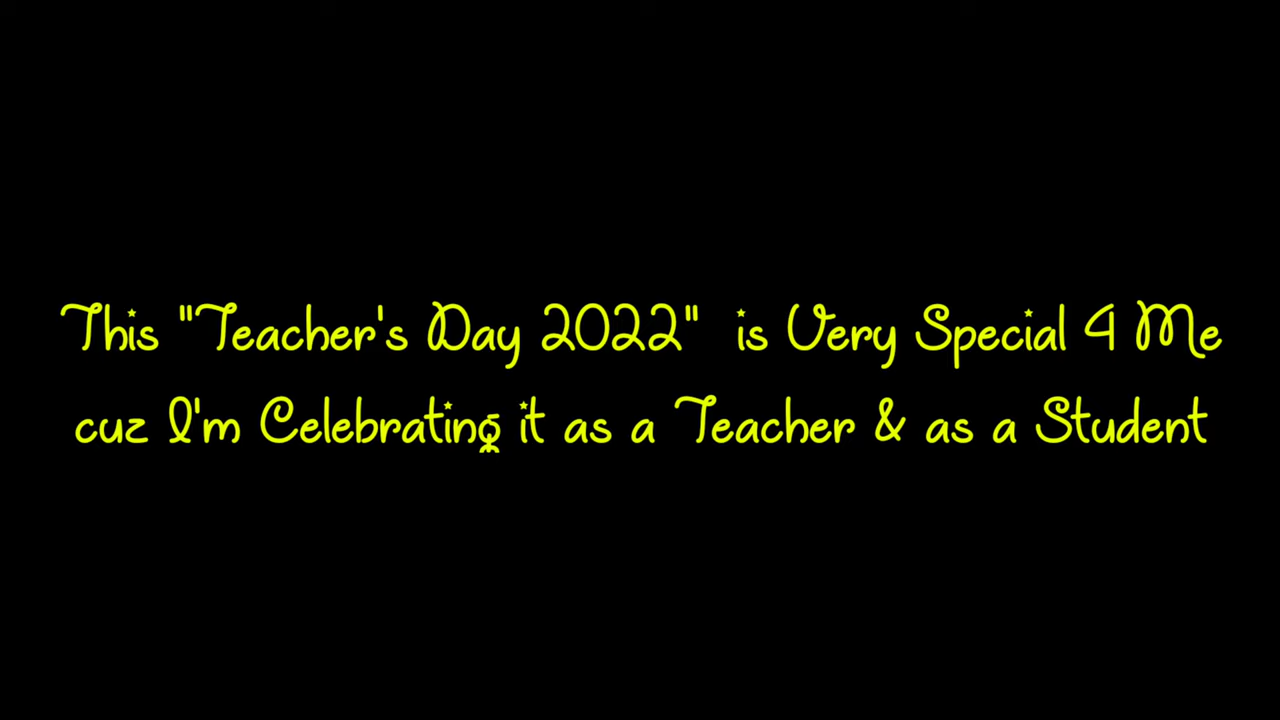 This "Teacher's Day 2022" is Very Special 4 Me
cuz I'm Celebrating it as a Teacher & as a Student